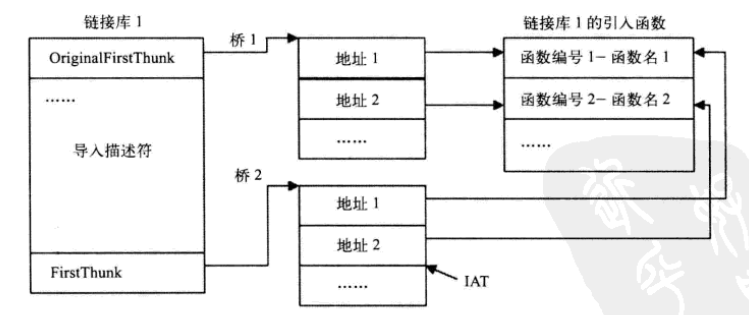 链接库 1
OriginalFirstThunk
……
导入描述符
FirstThunk
桥 1
地址 1
地址 2
……
桥 2
地址 1
地址 2
……
IAT
链接库 1 的引入函数
函数编号 1- 函数名 1
函数编号 2- 函数名 2
……